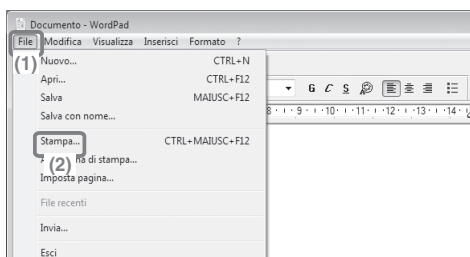 Documento - WordPad
File Modifica Visualizza Inserisci Formato ?
(1)
Nuovo... CTRL+N
Apri... CTRL+F12
Salva MAIUSC+F12
Salva con nome...
G C S
8 9 10 11 12 13 14
Stampa... CTRL+MAIUSC+F12
(2)
di stampa...
Imposta pagina...
File recenti
Invia...
Esci